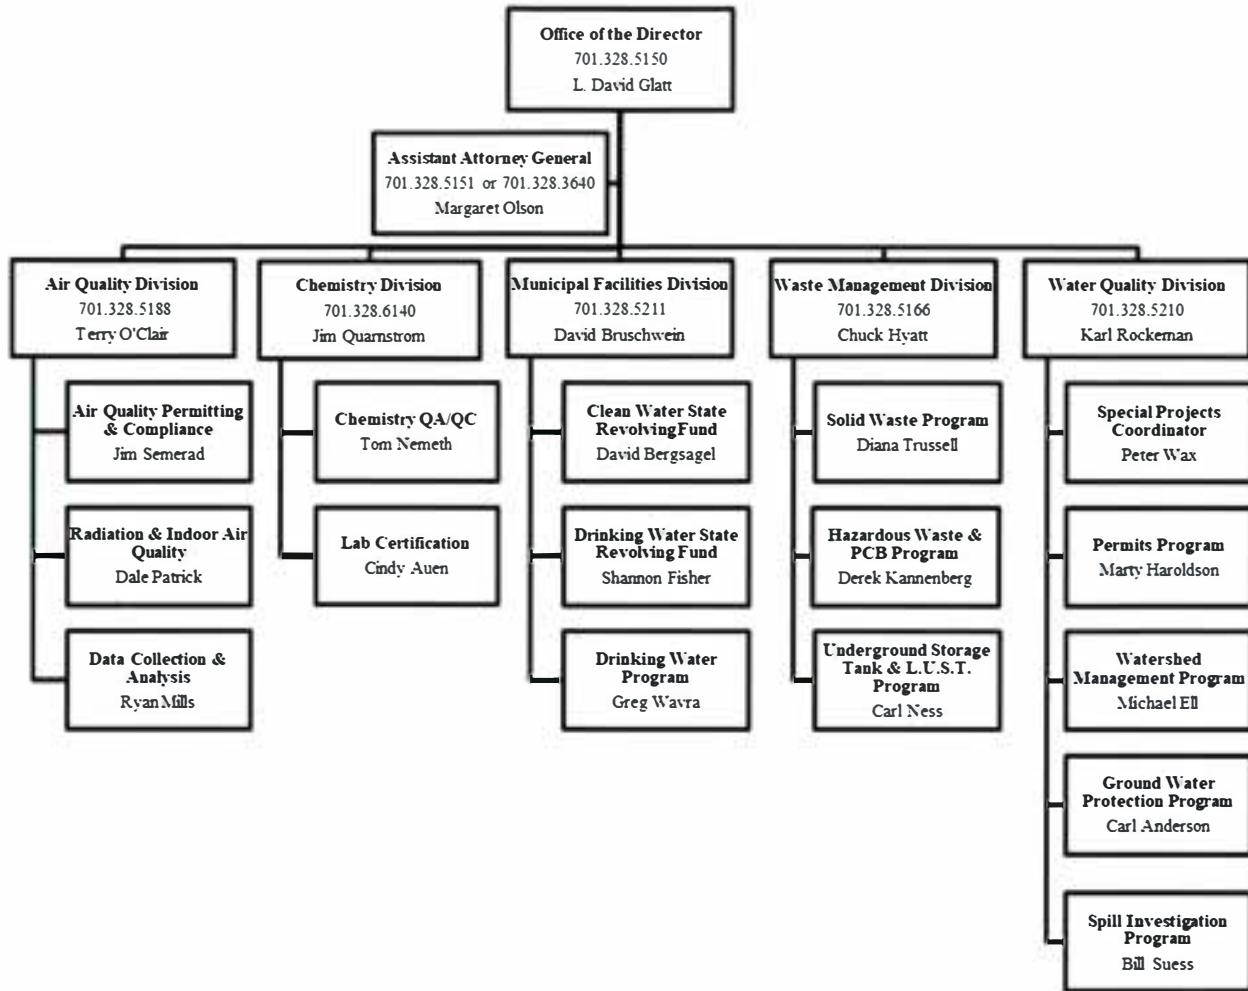 Office of the Director
701.328.5150
L. David Glatt
Assistant Attorney General
701.328.5151 or 701.328.3640
Margaret Olson
Air Quality Division
701.328.5188
Terry O'Clair
Air Quality Permitting
& Compliance
Jim Semerad
Radiation & Indoor Air
Quality
Dale Patrick
Data Collection &
Analysis
Ryan Mills
Chemistry Division
701.328.6140
Jim Quarnstrom
Chemistry QA/QC
Tom Nemeth
Lab Certification
Cindy Auen
Municipal Facilities Division
701.328.5211
David Bruschwein
Clean Water State
Revolving Fund
David Bergsagel
Drinking Water State
Revolving Fund
Shannon Fisher
Drinking Water
Program
Greg Wavra
Waste Management Division
701.328.5166
Chuck Hyatt
Solid Waste Program
Diana Trussell
Hazardous Waste &
PCB Program
Derek Kannenberg
Underground Storage
Tank & L.U.S.T.
Program
Carl Ness
Water Quality Division
701.328.5210
Karl Rockeman
Special Projects
Coordinator
Peter Wax
Permits Program
Marty Haroldson
Watershed
Management Program
Michael Ell
Ground Water
Protection Program
Carl Anderson
Spill Investigation
Program
Bill Suess